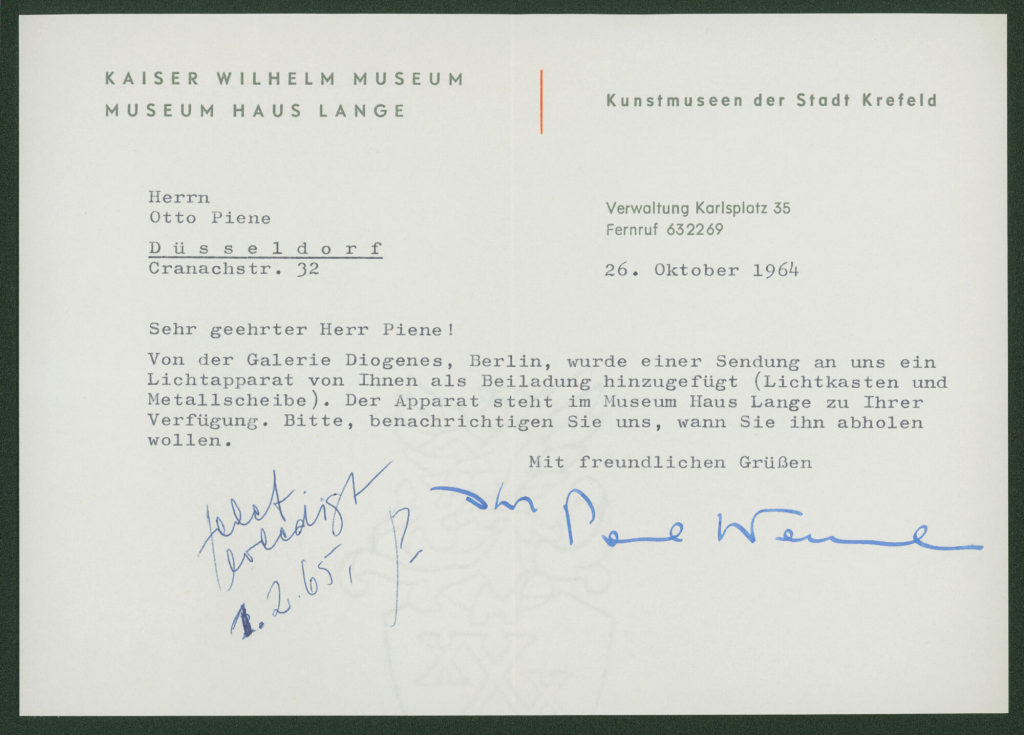 KAISER WILHELM MUSEUM
MUSEUM HAUS LANGE
Kunstmuseen der Stadt Krefeld
Herrn
Otto Piene
Düsseldorf
Cranachstr. 32
Verwaltung Karlsplatz 35
Fernruf 632269
26. Oktober 1964
Sehr geehrter Herr Piene!
Von der Galerie Diogenes, Berlin, wurde einer Sendung an uns ein
Lichtapparat von Ihnen als Beiladung hinzugefügt (Lichtkasten und
Metallscheibe). Der Apparat steht im Museum Haus Lange zu Ihrer
Verfügung. Bitte, benachrichtigen Sie uns, wann Sie ihn abholen
wollen.
Mit freundlichen Grüßen
Ihr Paul Wember
erledigt
1.2.65, P.